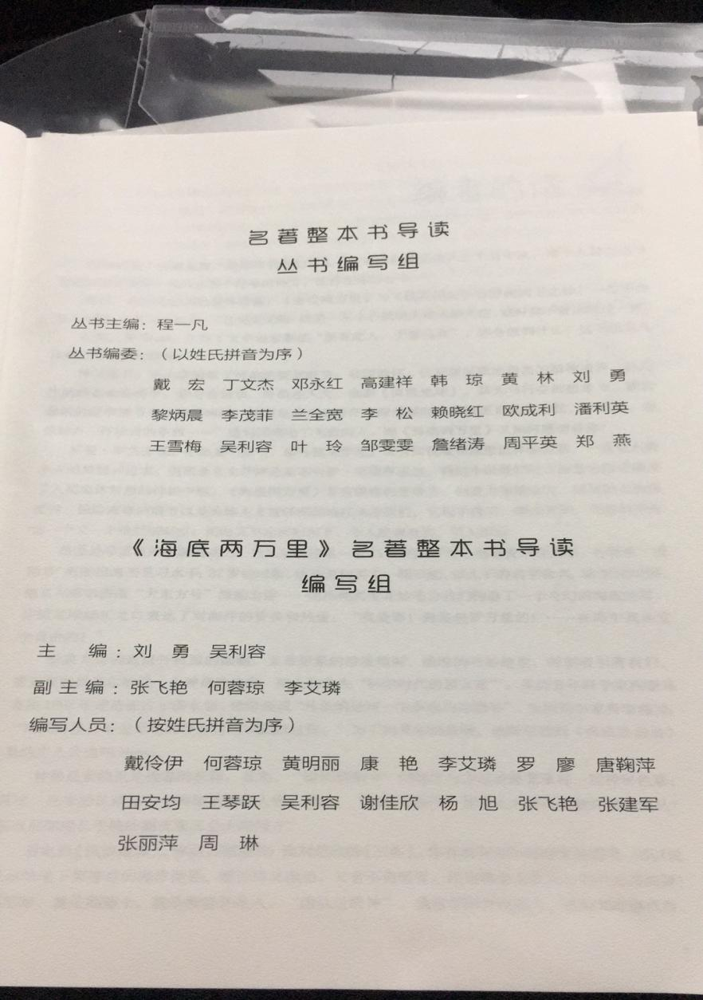 名著整本书导读
丛书编写组
丛书主编：程一凡
丛书编委：（以姓氏拼音为序）
戴　宏　丁文杰　邓永红　高建祥　韩　琼　黄　林　刘　勇
黎炳晨　李茂菲　兰全宽　李　松　赖晓红　欧成利　潘利英
王雪梅　吴利容　叶　玲　邹雯雯　詹绪涛　周平英　郑　燕
《海底两万里》名著整本书导读
编写组
主　编：刘　勇　吴利容
副主编：张飞艳　何蓉琼　李艾璘
编写人员：（按姓氏拼音为序）
戴伶伊　何蓉琼　黄明丽　康　艳　李艾璘　罗　廖　唐鞠萍
田安均　王琴跃　吴利容　谢佳欣　杨　旭　张飞艳　张建军
张丽萍　周　琳